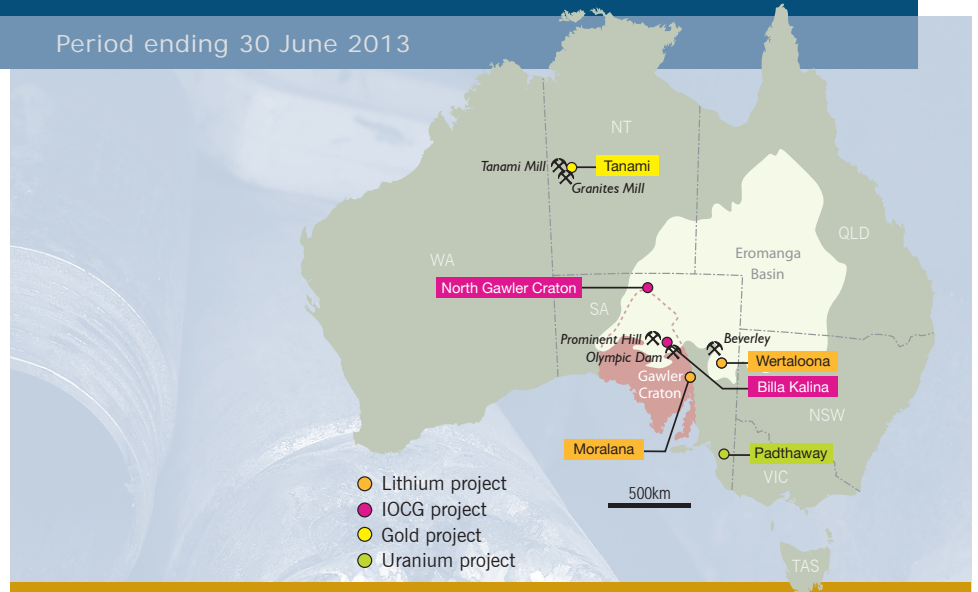 Period ending 30 June 2013
NT
Tanami Mill
Tanami
Granites Mill
QLD
Eromanga
Basin
WA
North Gawler Craton
SA
Prominent Hill
Beverley
Olympic Dam
Wertaloona
Gawler
Craton
Billa Kalina
NSW
Moralana
Padthaway
VIC
Lithium project
500km
IOCG project
Gold project
Uranium project
TAS